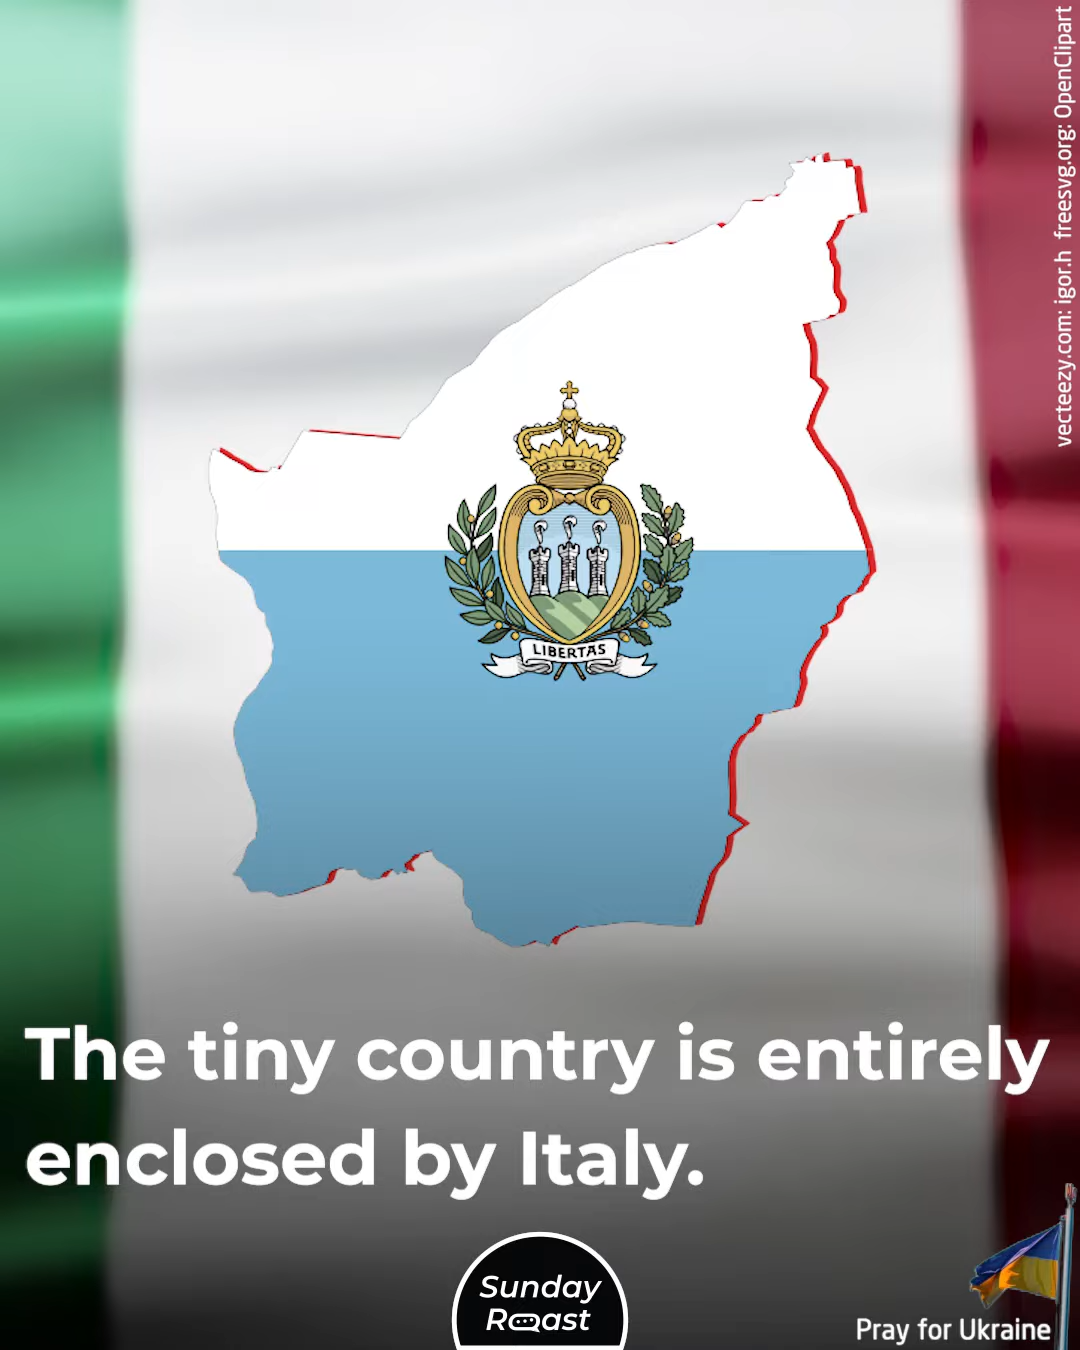 vecteezy.com: igor.h  freesvg.org: OpenClipart
LIBERTAS
The tiny country is entirely
enclosed by Italy.
Sunday
Roast
Pray for Ukraine